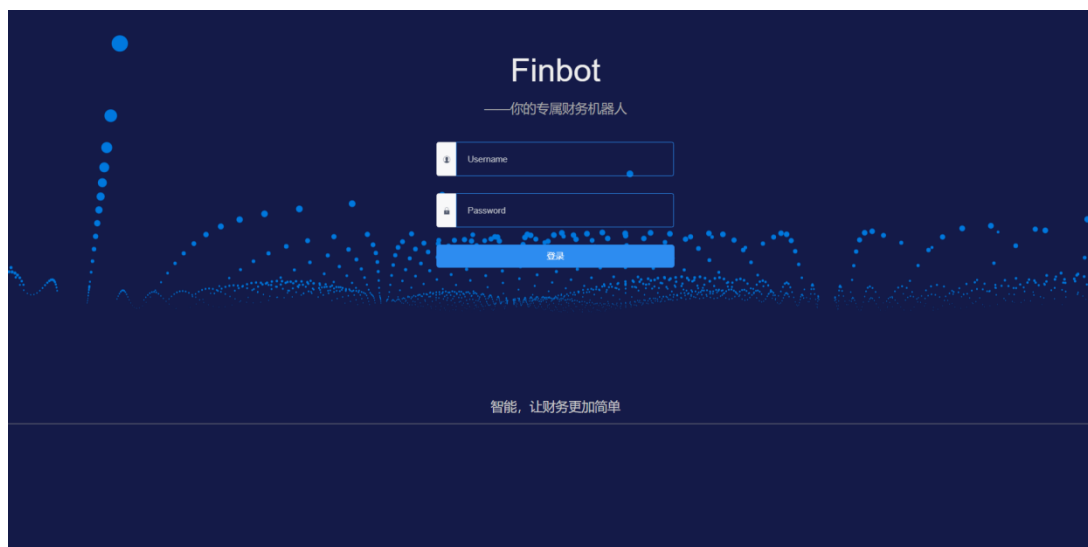 Finbot
——你的专属财务机器人
Username
Password
登录
智能，让财务更加简单